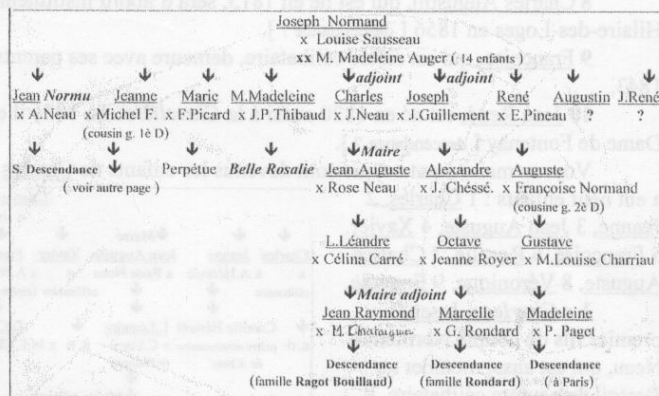 Joseph Normand
x Louise Sausseau
xx M. Madeleine Auger ( 14 enfants )
adjoint adjoint
Jean Normu Jeanne Marie M.Madeleine Charles Joseph René Augustin J.René
x A.Neau x Michel F. x F.Picard x J.P.Thibaud x J.Neau x J.Guillement x E.Pineau ? ?
(cousin g. 1è D)
Maire
S. Descendance Perpétue Belle Rosalie Jean Auguste Alexandre Auguste
( voir autre page ) x Rose Neau x J. Chéssé. x Françoise Normand
(cousine g. 2e D)
L.Léandre Octave Gustave
x Célina Carré x Jeanne Royer x M.Louise Charriau
Maire adjoint
Jean Raymond Marcelle Madeleine
x M. x G. Rondard x P. Paget
Descendance Descendance Descendance
(famille Ragot Bouillaud) (famille Rondard) ( à Paris)